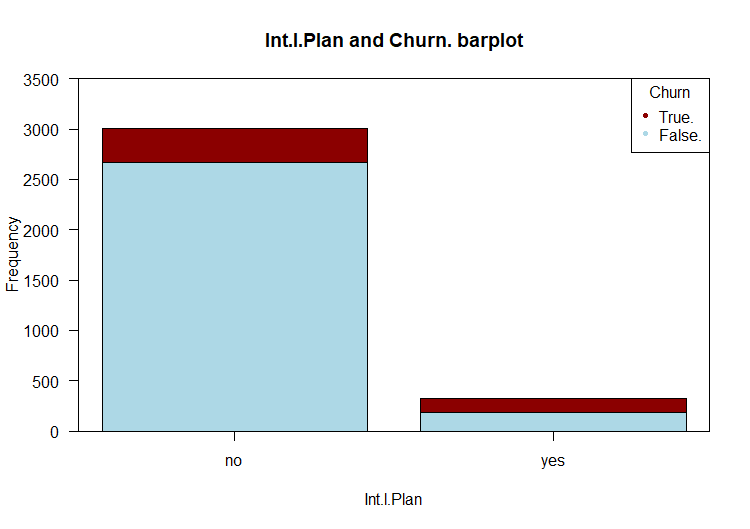 Int.l.Plan and Churn. barplot
3500
3000
2500
2000
1500
1000
500
0
Frequency
Churn
True.
False.
no
yes
Int.l.Plan